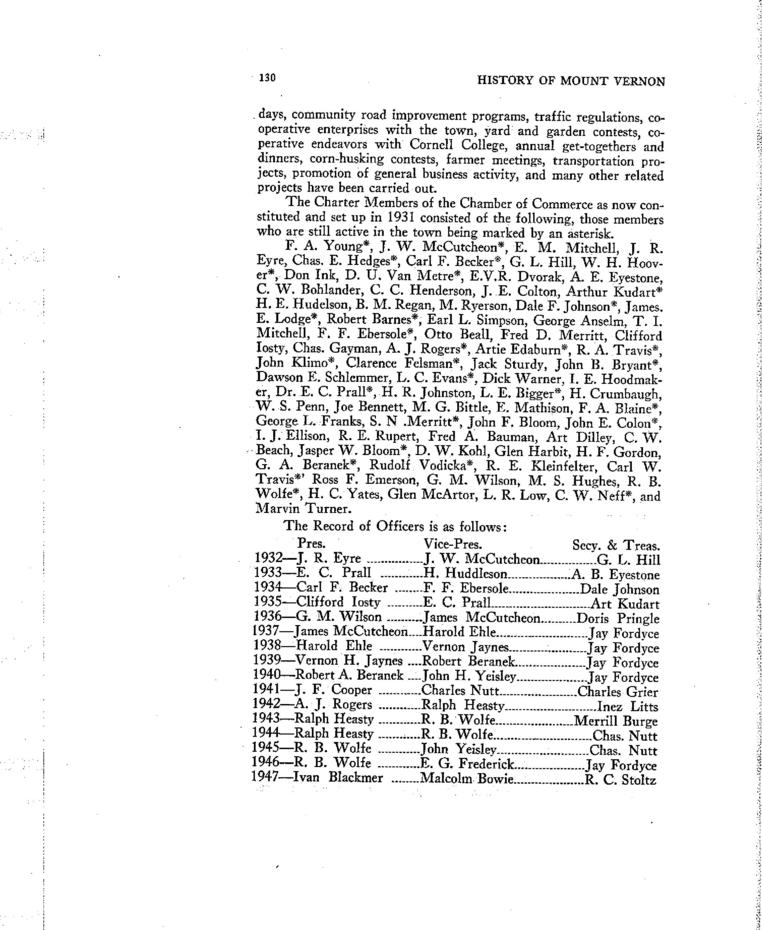 130 HISTORY OF MOUNT VERNON
days, community road improvement programs, traffic regulations, co-
operative enterprises with the town, yard and garden contests, co-
perative endeavors with Cornell College, annual get-togethers and
dinners, corn-husking contests, farmer meetings, transportation pro-
jects, promotion of general business activity, and many other related
projects have been carried out.
The Charter Members of the Chamber of Commerce as now con-
stituted and set up in 1931 consisted of the following, those members
who are still active in the town being marked by an asterisk.
F. A. Young*, J. W. McCutcheon*, E. M. Mitchell, J. R.
Eyre, Chas. E. Hedges*, Carl F. Becker*, G. L. Hill, W. H. Hoov-
er*, Don Ink, D. U. Van Metre*, E.V.R. Dvorak, A. E. Eyestone,
C. W. Bohlander, C. C. Henderson, J. E. Colton, Arthur Kudart*
H. E. Hudelson, B. M. Regan, M. Ryerson, Dale F. Johnson*, James.
E. Lodge*, Robert Barnes*, Earl L. Simpson, George Anselm, T. I.
Mitchell, F. F. Ebersole*, Otto Beall, Fred D. Merritt, Clifford
Iosty, Chas. Gayman, A. J. Rogers*, Artie Edaburn*, R. A. Travis*,
John Klimo*, Clarence Felsman*, Jack Sturdy, John B. Bryant*,
Dawson E. Schlemmer, L. C. Evans*, Dick Warner, I. E. Hoodmak-
er, Dr. E. C. Prall*, H. R. Johnston, L. E. Bigger*, H. Crumbaugh,
W. S. Penn, Joe Bennett, M. G. Bittle, E. Mathison, F. A. Blaine*,
George L. Franks, S. N .Merritt*, John F. Bloom, John E. Colon*,
I. J. Ellison, R. E. Rupert, Fred A. Bauman, Art Dilley, C. W.
Beach, Jasper W. Bloom*, D. W. Kohl, Glen Harbit, H. F. Gordon,
G. A. Beranek*, Rudolf Vodicka*, R. E. Kleinfelter, Carl W.
Travis*' Ross F. Emerson, G. M. Wilson, M. S. Hughes, R. B.
Wolfe*, H. C. Yates, Glen McArtor, L. R. Low, C. W. Neff*, and
Marvin Turner.
The Record of Officers is as follows:
Pres. Vice-Pres. Secy. & Treas.
1932—J. R. Eyre ................J. W. McCutcheon................G. L. Hill
1933—E. C. Prall ............H. Huddleson..................A. B. Eyestone
1934—Carl F. Becker ........F. F. Ebersole....................Dale Johnson
1935—Clifford Iosty ..........E. C. Prall............................Art Kudart
1936—G. M. Wilson ..........James McCutcheon..........Doris Pringle
1937—James McCutcheon....Harold Ehle..........................Jay Fordyce
1938—Harold Ehle ............Vernon Jaynes......................Jay Fordyce
1939—Vernon H. Jaynes ....Robert Beranek....................Jay Fordyce
1940—Robert A. Beranek ....John H. Yeisley....................Jay Fordyce
1941—J. F. Cooper ............Charles Nutt......................Charles Grier
1942—A. J. Rogers ............Ralph Heasty..................................Inez Litts
1943—Ralph Heasty ............R. B. Wolfe......................Merrill Burge
1944—Ralph Heasty ............R. B. Wolfe............................Chas. Nutt
1945—R. B. Wolfe ............John Yeisley..........................Chas. Nutt
1946—R. B. Wolfe ............E. G. Frederick....................Jay Fordyce
1947—Ivan Blackmer ........Malcolm Bowie....................R. C. Stoltz